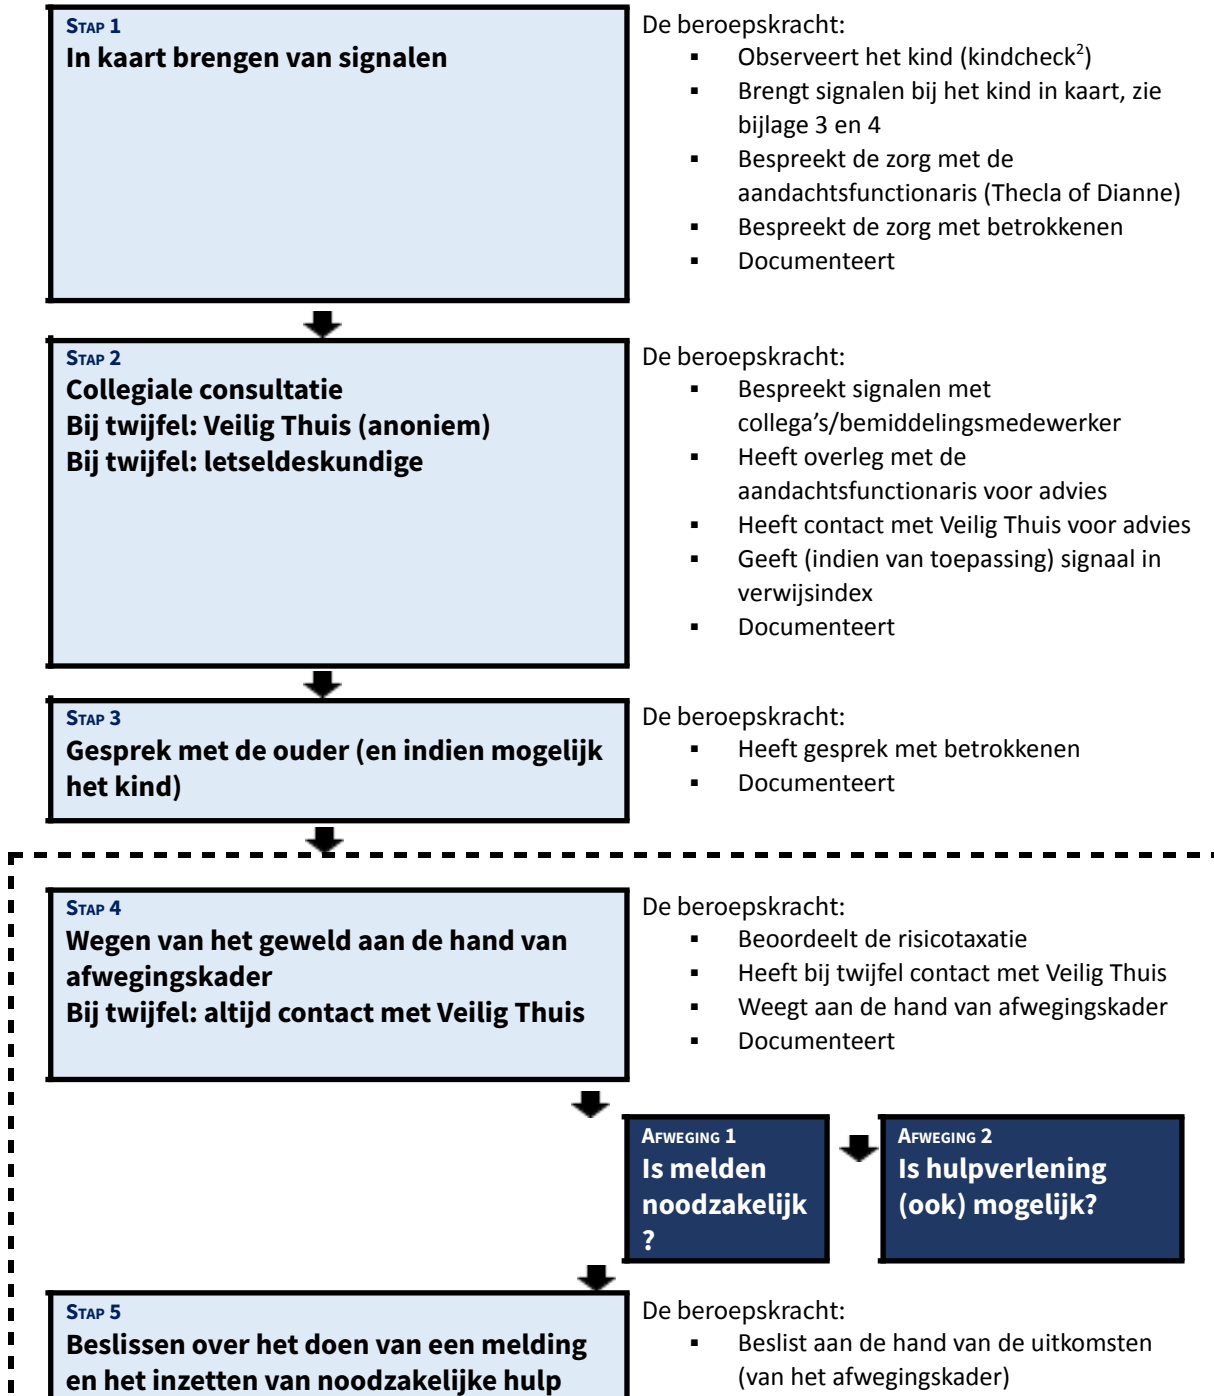 Stap 1
In kaart brengen van signalen
De beroepskracht:
▪ Observeert het kind (kindcheck²)
▪ Brengt signalen bij het kind in kaart, zie
bijlage 3 en 4
▪ Bespreekt de zorg met de
aandachtsfunctionaris (Thecla of Dianne)
▪ Bespreekt de zorg met betrokkenen
▪ Documenteert
Stap 2
Collegiale consultatie
Bij twijfel: Veilig Thuis (anoniem)
Bij twijfel: letseldeskundige
De beroepskracht:
▪ Bespreekt signalen met
collega’s/bemiddelingsmedewerker
▪ Heeft overleg met de
aandachtsfunctionaris voor advies
▪ Heeft contact met Veilig Thuis voor advies
▪ Geeft (indien van toepassing) signaal in
verwijsindex
▪ Documenteert
Stap 3
Gesprek met de ouder (en indien mogelijk
het kind)
De beroepskracht:
▪ Heeft gesprek met betrokkenen
▪ Documenteert
Stap 4
Wegen van het geweld aan de hand van
afwegingskader
Bij twijfel: altijd contact met Veilig Thuis
De beroepskracht:
▪ Beoordeelt de risicotaxatie
▪ Heeft bij twijfel contact met Veilig Thuis
▪ Weegt aan de hand van afwegingskader
▪ Documenteert
Afweging 1
Is melden
noodzakelijk
?
Afweging 2
Is hulpverlening
(ook) mogelijk?
Stap 5
Beslissen over het doen van een melding
en het inzetten van noodzakelijke hulp
De beroepskracht:
▪ Beslist aan de hand van de uitkomsten
(van het afwegingskader)